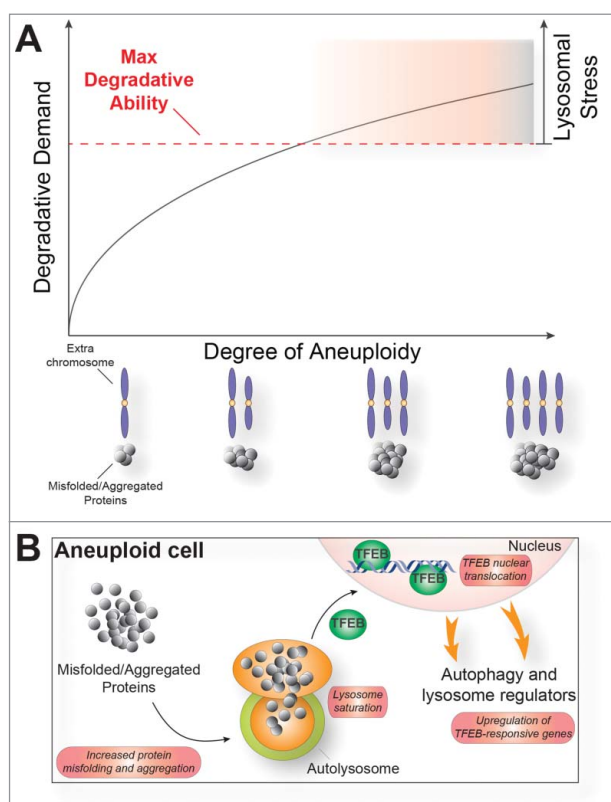 A
Max
Degradative
Ability
Degradative Demand
Lysosomal
Stress
Degree of Aneuploidy
Extra
chromosome
Misfolded/Aggregated
Proteins
B
Aneuploid cell
Nucleus
TFEB
TFEB
TFEB nuclear
translocation
TFEB
Misfolded/Aggregated
Proteins
Lysosome
saturation
Autophagy and
lysosome regulators
Upregulation of
TFEB-responsive genes
Increased protein
misfolding and aggregation
Autolysosome